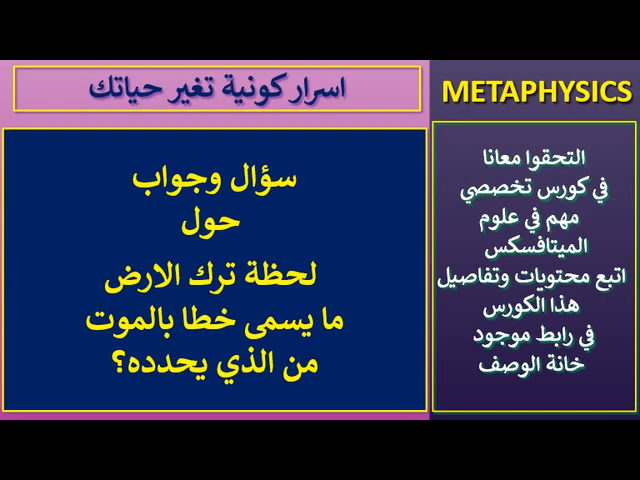 اسرار كونية تغير حياتك
سؤال وجواب
حول
لحظة ترك الارض
ما يسمى خطا بالموت
من الذي يحدده؟
METAPHYSICS
التحقوا معانا
في كورس تخصصي
مهم في علوم
الميتافسكس
اتبع محتويات وتفاصيل
هذا الكورس
في رابط موجود
خانة الوصف